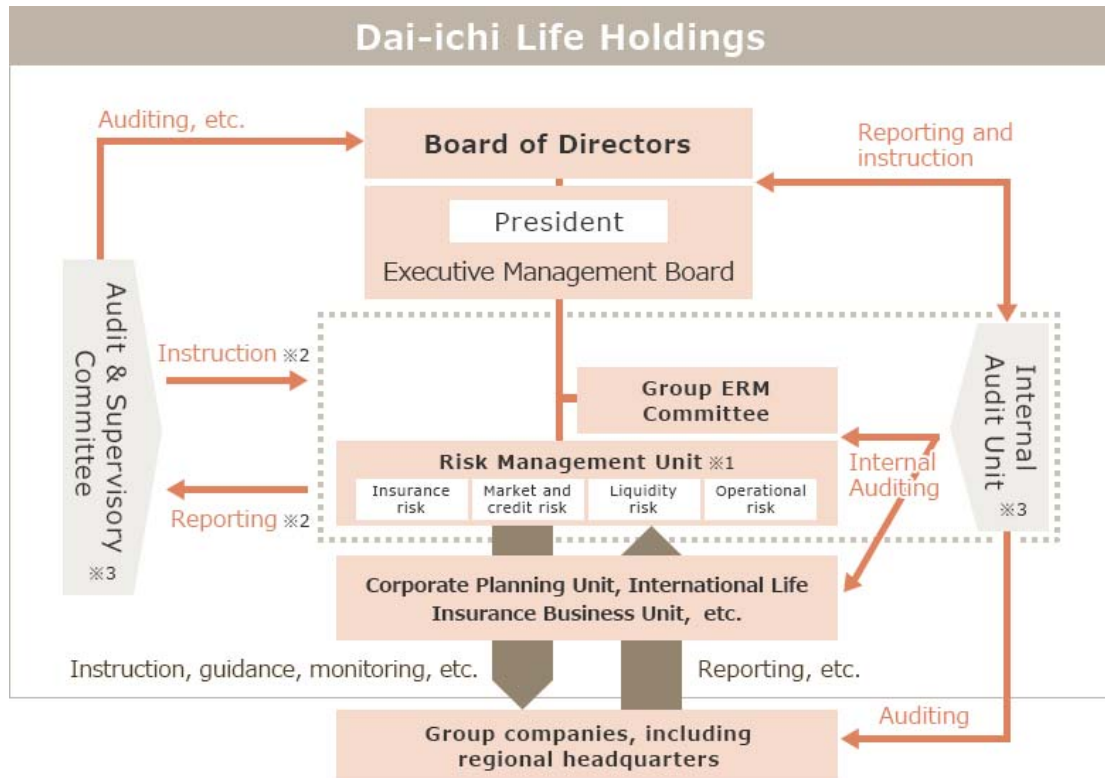 Dai-ichi Life Holdings
Auditing, etc.
Board of Directors
Reporting and
instruction
President
Executive Management Board
Audit & Supervisory
Committee
※3
Instruction ※2
Reporting ※2
Group ERM
Committee
Risk Management Unit ※1
Insurance
risk
Market and
credit risk
Liquidity
risk
Operational
risk
Internal
Auditing
Internal
Audit Unit
※3
Corporate Planning Unit, International Life
Insurance Business Unit, etc.
Instruction, guidance, monitoring, etc.
Reporting, etc.
Auditing
Group companies, including
regional headquarters